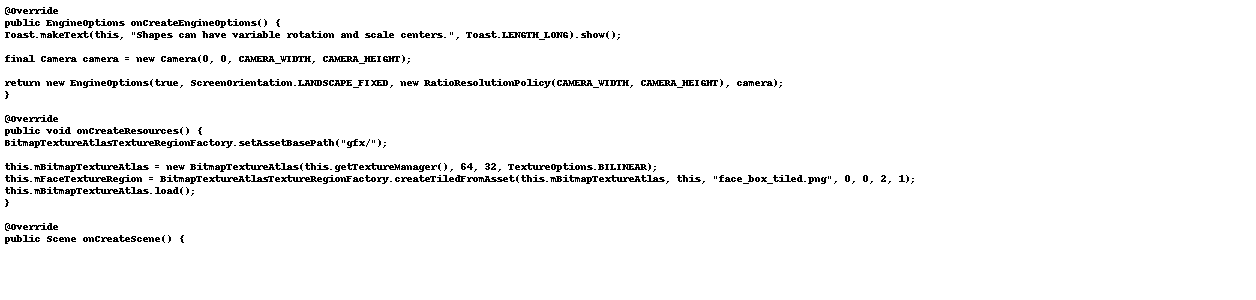 @Override
public EngineOptions onCreateEngineOptions() {
Toast.makeText(this, "Shapes can have variable rotation and scale centers.", Toast.LENGTH_LONG).show();
final Camera camera = new Camera(0, 0, CAMERA_WIDTH, CAMERA_HEIGHT);
return new EngineOptions(true, ScreenOrientation.LANDSCAPE_FIXED, new RatioResolutionPolicy(CAMERA_WIDTH, CAMERA_HEIGHT), camera);
}
@Override
public void onCreateResources() {
BitmapTextureAtlasTextureRegionFactory.setAssetBasePath("gfx/");
this.mBitmapTextureAtlas = new BitmapTextureAtlas(this.getTextureManager(), 64, 32, TextureOptions.BILINEAR);
this.mFaceTextureRegion = BitmapTextureAtlasTextureRegionFactory.createTiledFromAsset(this.mBitmapTextureAtlas, this, "face_box_tiled.png", 0, 0, 2, 1);
this.mBitmapTextureAtlas.load();
}
@Override
public Scene onCreateScene() {